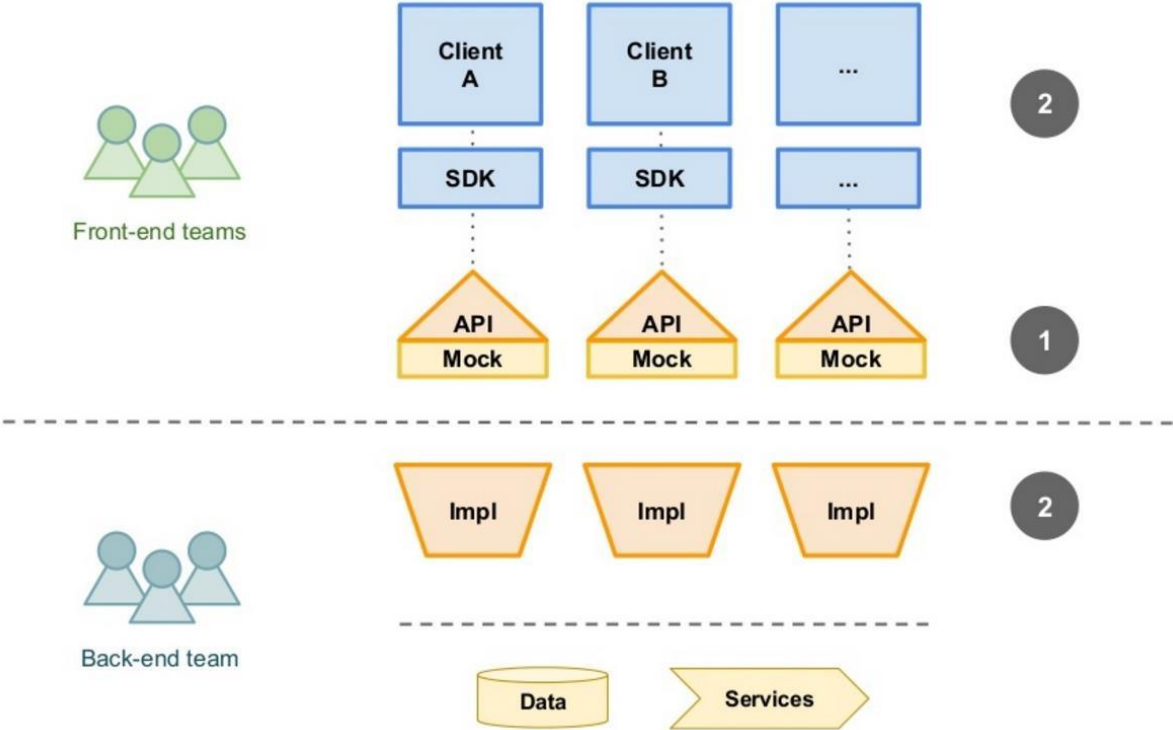 Client
A
Client
B
...
2
SDK
SDK
...
Front-end teams
API
API
API
1
Mock
Mock
Mock
Impl
Impl
Impl
2
Back-end team
Data
Services